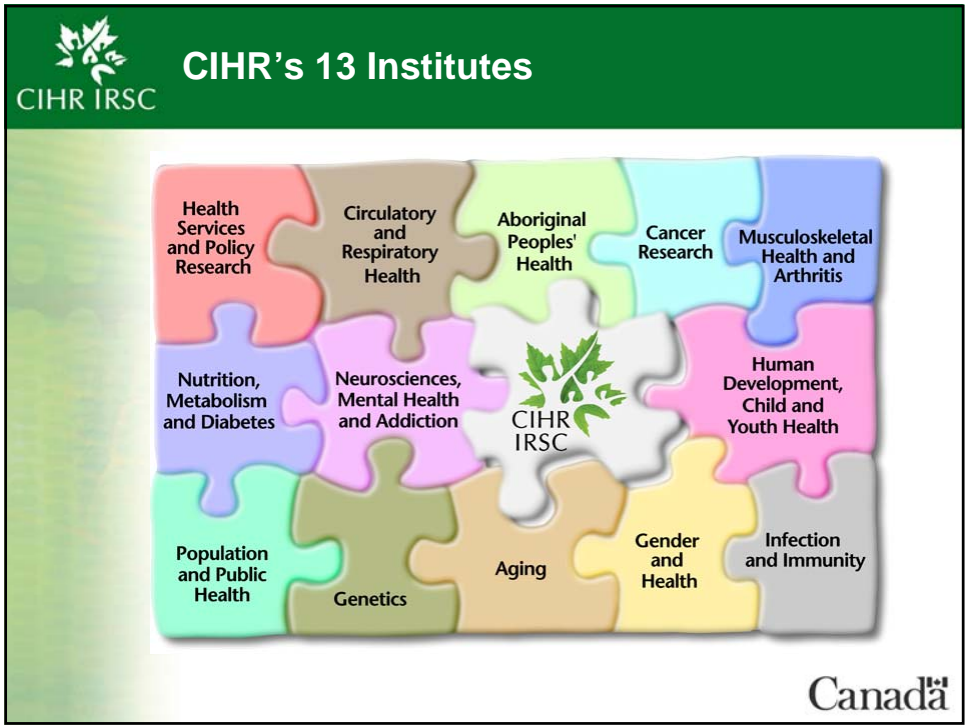 CIHR IRSC
CIHR’s 13 Institutes
Health
Services
and Policy
Research
Circulatory
and
Respiratory
Health
Aboriginal
Peoples'
Health
Cancer
Research
Musculoskeletal
Health and
Arthritis
Nutrition,
Metabolism
and Diabetes
Neurosciences,
Mental Health
and Addiction
CIHR
IRSC
Human
Development,
Child and
Youth Health
Population
and Public
Health
Genetics
Aging
Gender
and
Health
Infection
and Immunity
Canada